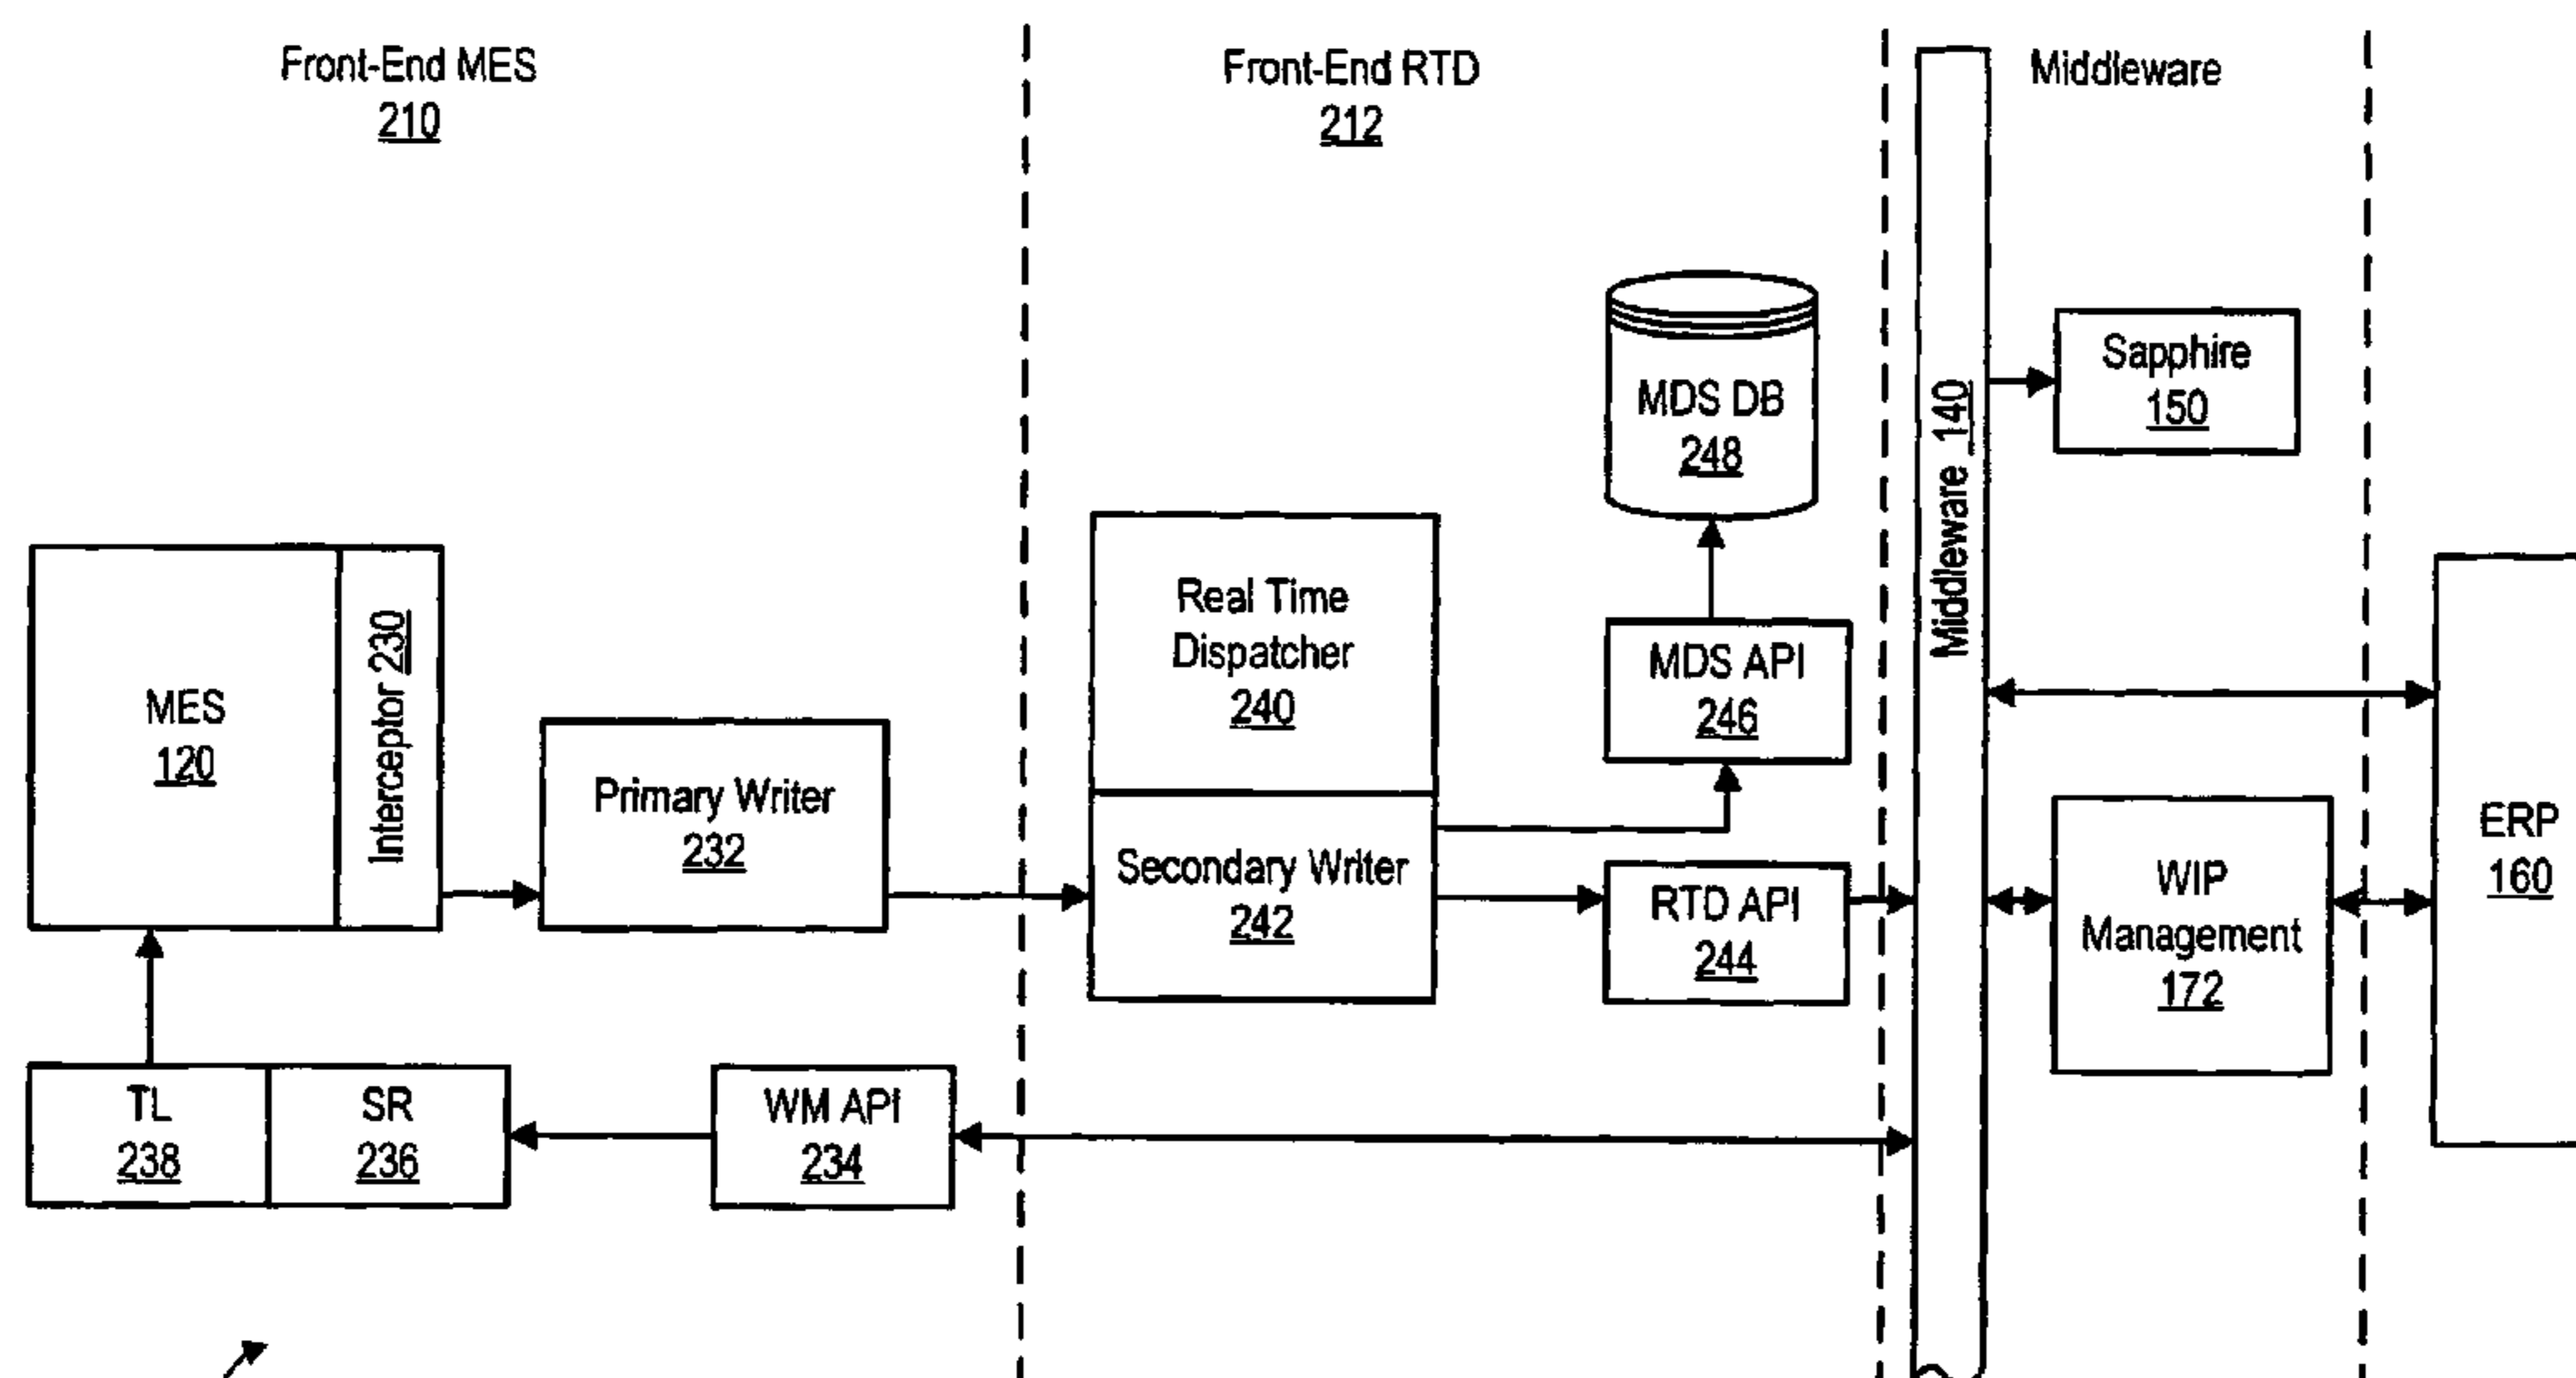 Front-End MES
210
Front-End RTD
212
Middleware
Middleware 140
Sapphire
150
MDS DB
248
MES
120
Interceptor 230
Primary Writer
232
Real Time
Dispatcher
240
Secondary Writer
242
MDS API
246
RTD API
244
WIP
Management
172
ERP
160
TL
238
SR
236
WM API
234